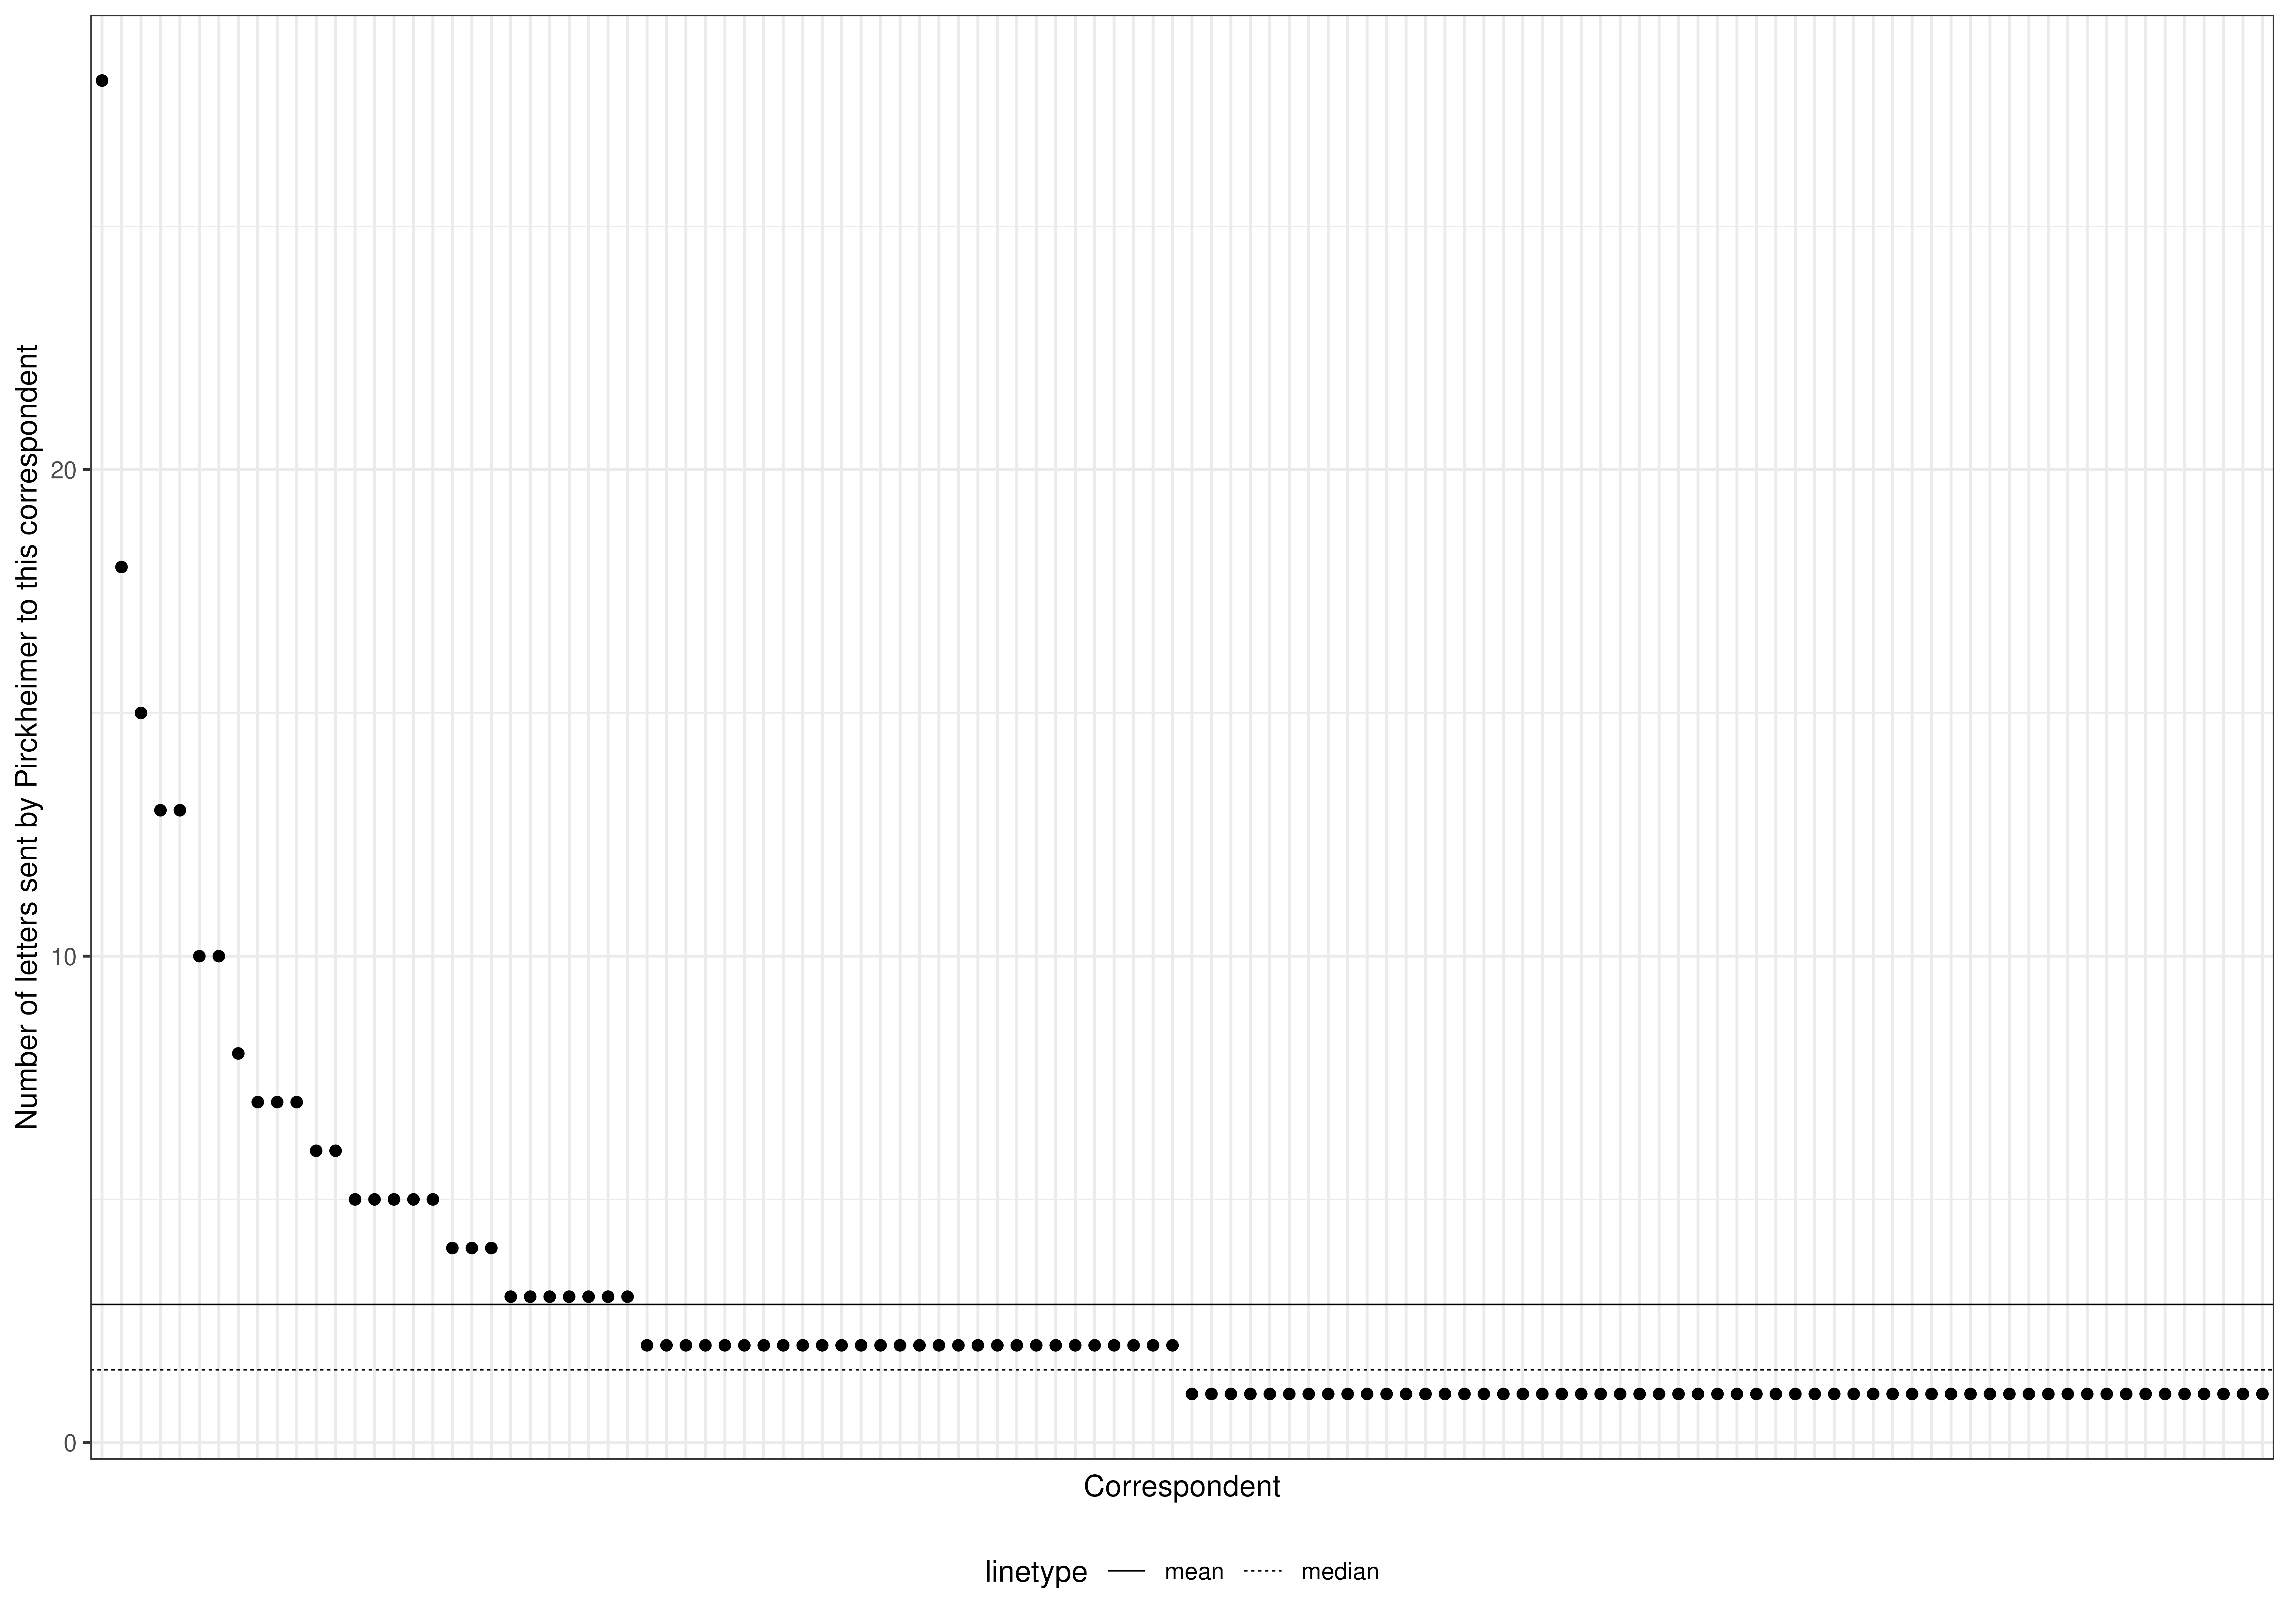 Number of letters sent by Pirckheimer to this correspondent
20
10
0
Correspondent
linetype mean median